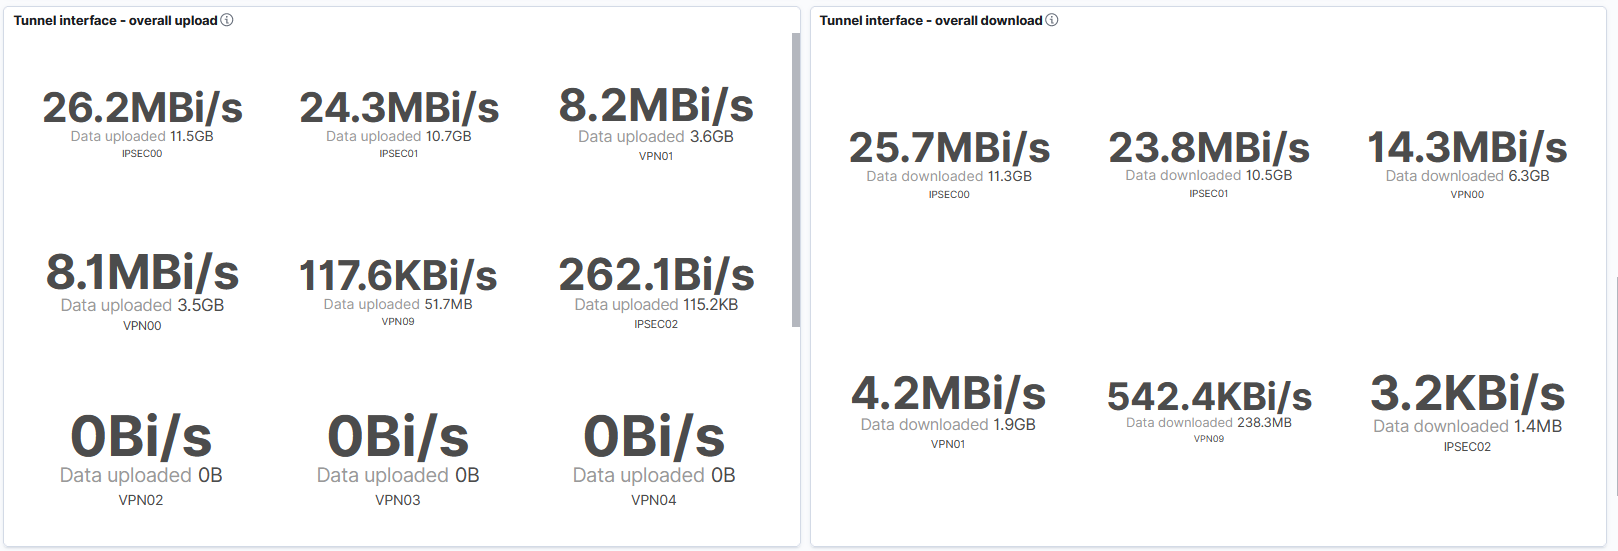 Tunnel interface - overall upload
26.2MBi/s
Data uploaded 11.5GB
IPSEC00
24.3MBi/s
Data uploaded 10.7GB
IPSEC01
8.2MBi/s
Data uploaded 3.6GB
VPN01
8.1MBi/s
Data uploaded 3.5GB
VPN00
117.6KBi/s
Data uploaded 51.7MB
VPN09
262.1Bi/s
Data uploaded 115.2KB
IPSEC02
0Bi/s
Data uploaded 0B
VPN02
0Bi/s
Data uploaded 0B
VPN03
0Bi/s
Data uploaded 0B
VPN04
Tunnel interface - overall download
25.7MBi/s
Data downloaded 11.3GB
IPSEC00
23.8MBi/s
Data downloaded 10.5GB
IPSEC01
14.3MBi/s
Data downloaded 6.3GB
VPN00
4.2MBi/s
Data downloaded 1.9GB
VPN01
542.4KBi/s
Data downloaded 238.3MB
VPN09
3.2KBi/s
Data downloaded 1.4MB
IPSEC02